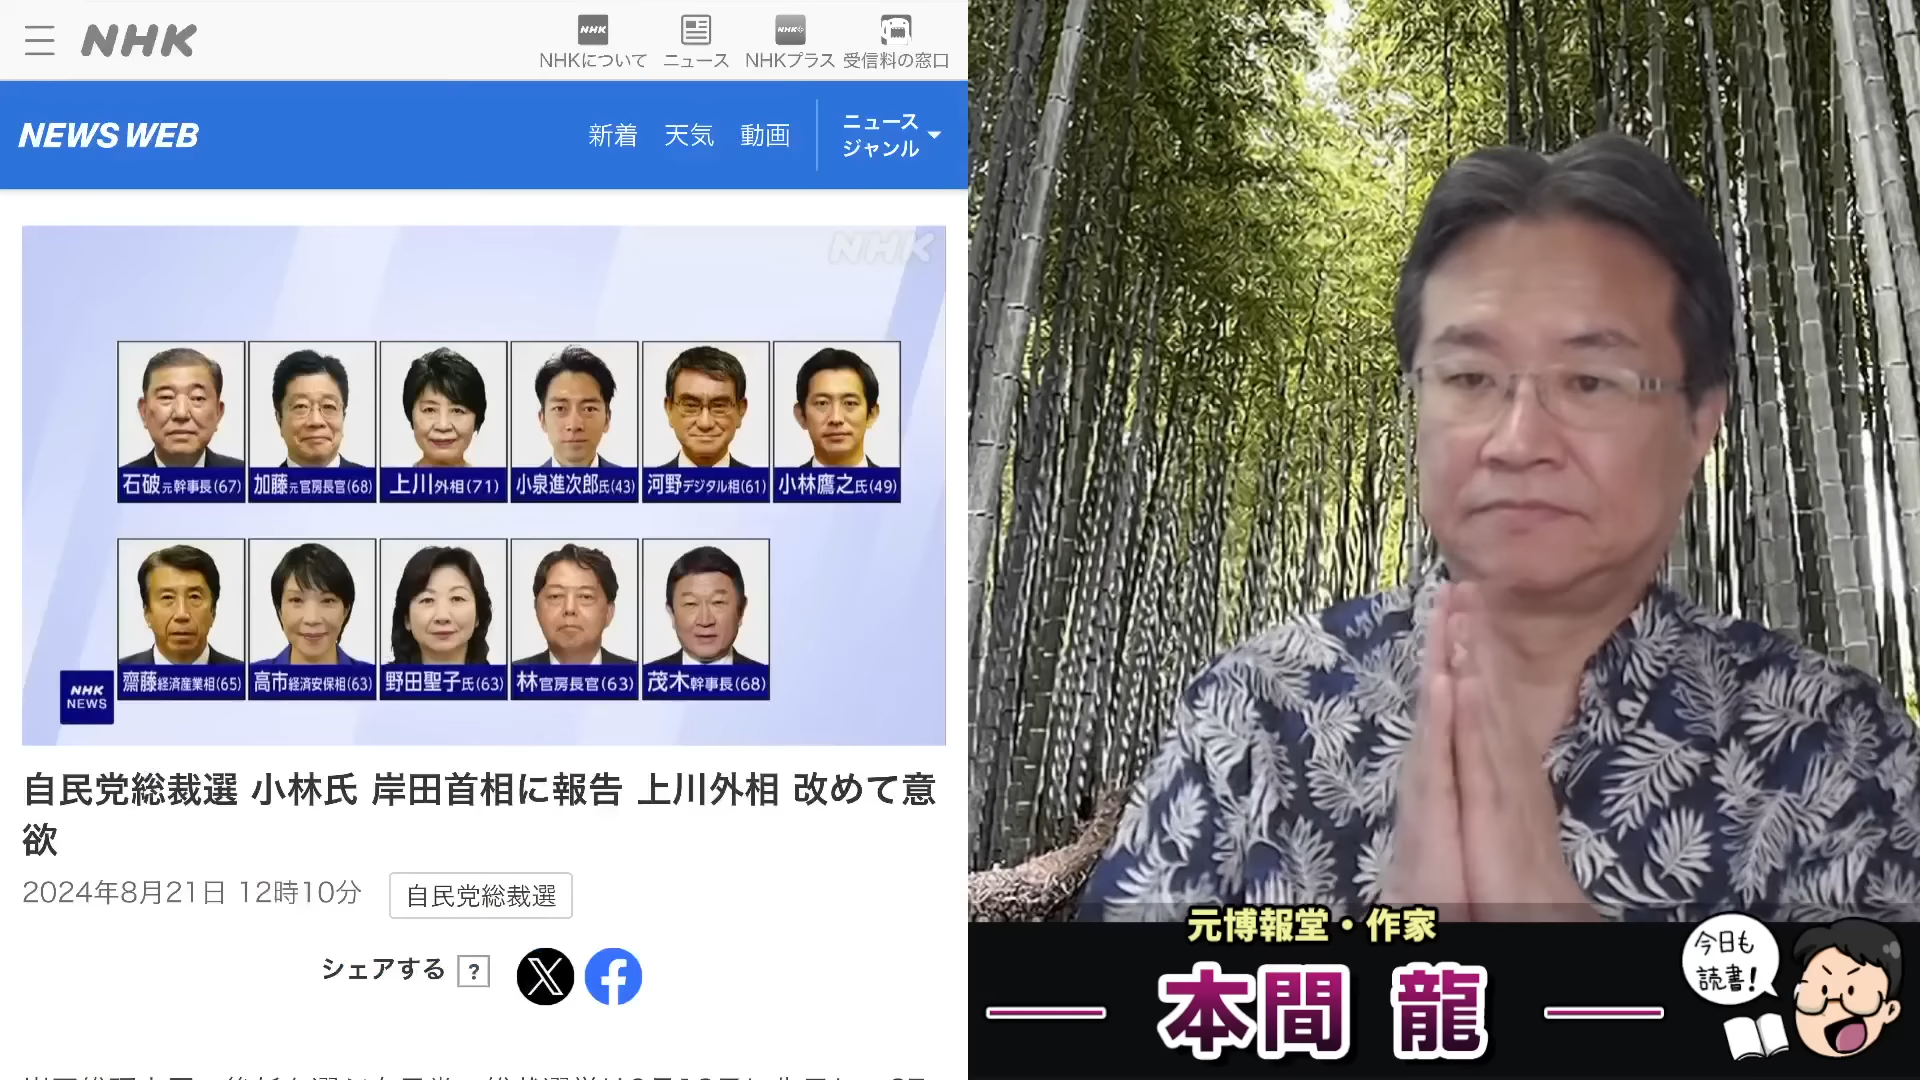 NHK
NHK
NHKについて
ニュース
NHK+
NHKプラス
受信料の窓口
NEWS WEB
新着
天気
動画
ニュース
ジャンル
NHK
石破元幹事長(67)
加藤元官房長官(68)
上川外相(71)
小泉進次郎氏(43)
河野デジタル相(61)
小林鷹之氏(49)
齋藤経済産業相(65)
高市経済安保相(63)
野田聖子氏(63)
林官房長官(63)
茂木幹事長(68)
NHK
NEWS
自民党総裁選 小林氏 岸田首相に報告 上川外相 改めて意
欲
2024年8月21日 12時10分
自民党総裁選
シェアする ?
元博報堂・作家
本間 龍
今日も
読書!